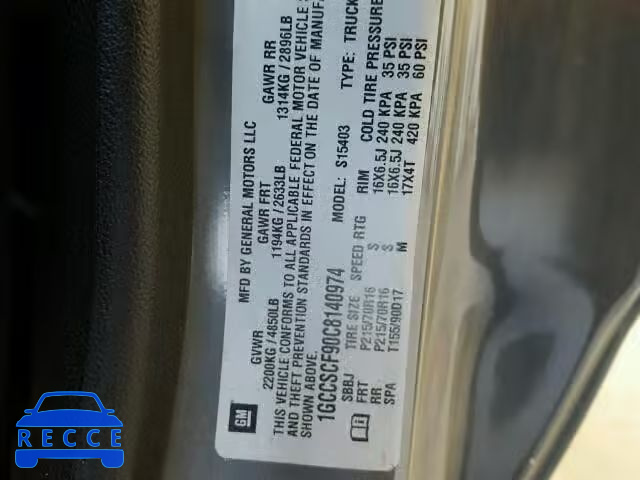 GM
MFD BY GENERAL MOTORS LLC
GVWR GAWR FRT GAWR RR
2200KG / 4850LB 1194KG / 2633LB 1314KG / 2896LB
THIS VEHICLE CONFORMS TO ALL APPLICABLE FEDERAL MOTOR VEHICLE
AND THEFT PREVENTION STANDARDS IN EFFECT ON THE DATE OF MANUF
SHOWN ABOVE.
1GCCSCF90C8140974 MODEL: S15403 TYPE: TRUCK
SBBJ TIRE SIZE SPEED RTG RIM COLD TIRE PRESSURE
FRT P215/70R16 S 16X6.5J 240 KPA 35 PSI
RR. P215/70R16 S 16X6.5J 240 KPA 35 PSI
SPA T155/90D17 M 17X4T 420 KPA 60 PSI
RECCE